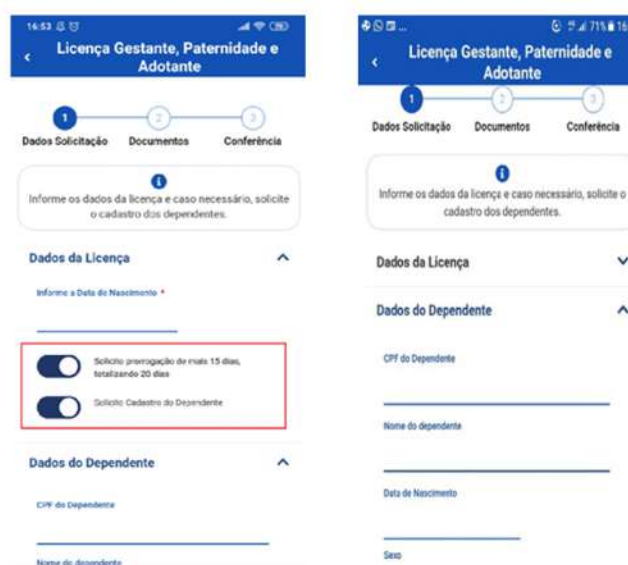 16:53
Licença Gestante, Paternidade e
Adotante
1
2
3
Dados Solicitação
Documentos
Conferência
Informe os dados da licença e caso necessário, solicite
o cadastro dos dependentes.
Dados da Licença
Informe a Data de Nascimento *
Solicito prorrogação de mais 15 dias,
totalizando 20 dias
Solicito Cadastro do Dependente
Dados do Dependente
CPF do Dependente
Nome do dependente
71% 16
Licença Gestante, Paternidade e
Adotante
1
2
3
Dados Solicitação
Documentos
Conferência
Informe os dados da licença e caso necessário, solicite o
cadastro dos dependentes.
Dados da Licença
Dados do Dependente
CPF do Dependente
Nome do dependente
Data de Nascimento
Sexo